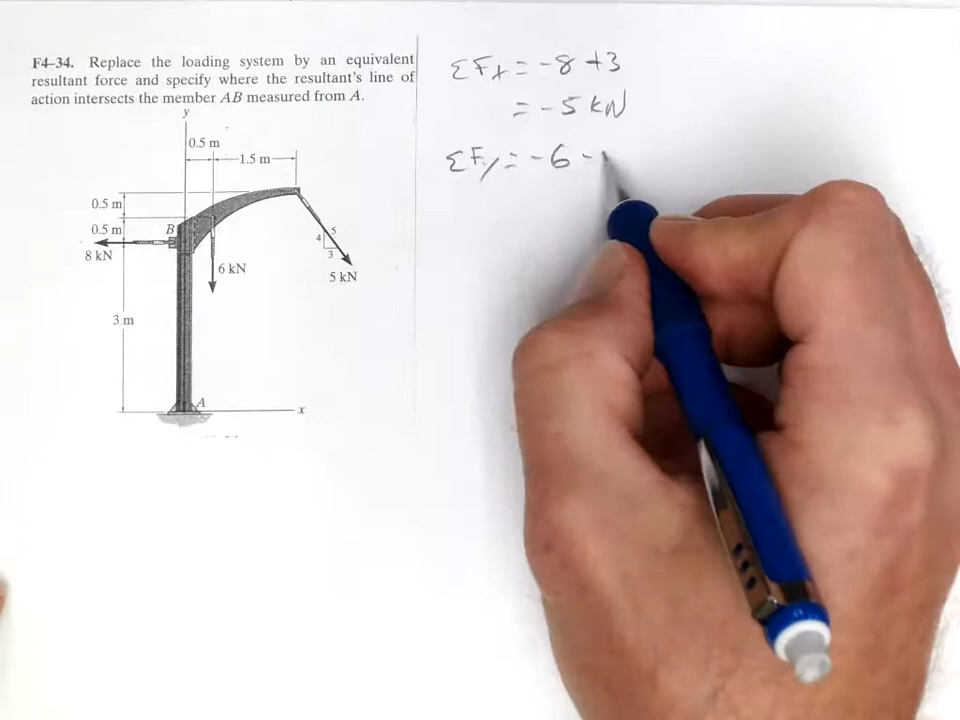 F4–34. Replace the loading system by an equivalent
resultant force and specify where the resultant's line of
action intersects the member AB measured from A.
y
0.5 m
1.5 m
0.5 m
0.5 m
B
8 kN
6 kN
4
5
3
5 kN
3 m
A
x
ΣFx = -8 +3
= -5 kN
ΣFy = -6 -